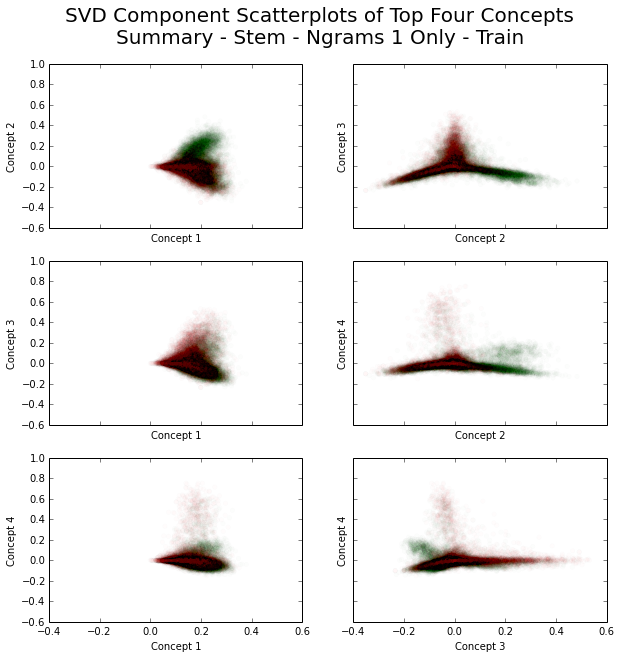 SVD Component Scatterplots of Top Four Concepts
Summary - Stem - Ngrams 1 Only - Train
1.0
0.8
0.6
0.4
0.2
0.0
−0.2
−0.4
−0.6
Concept 2
Concept 1
Concept 3
Concept 2
1.0
0.8
0.6
0.4
0.2
0.0
−0.2
−0.4
−0.6
Concept 3
Concept 1
Concept 4
Concept 2
1.0
0.8
0.6
0.4
0.2
0.0
−0.2
−0.4
−0.6
Concept 4
−0.4 −0.2 0.0 0.2 0.4 0.6
Concept 1
Concept 4
−0.4 −0.2 0.0 0.2 0.4 0.6
Concept 3